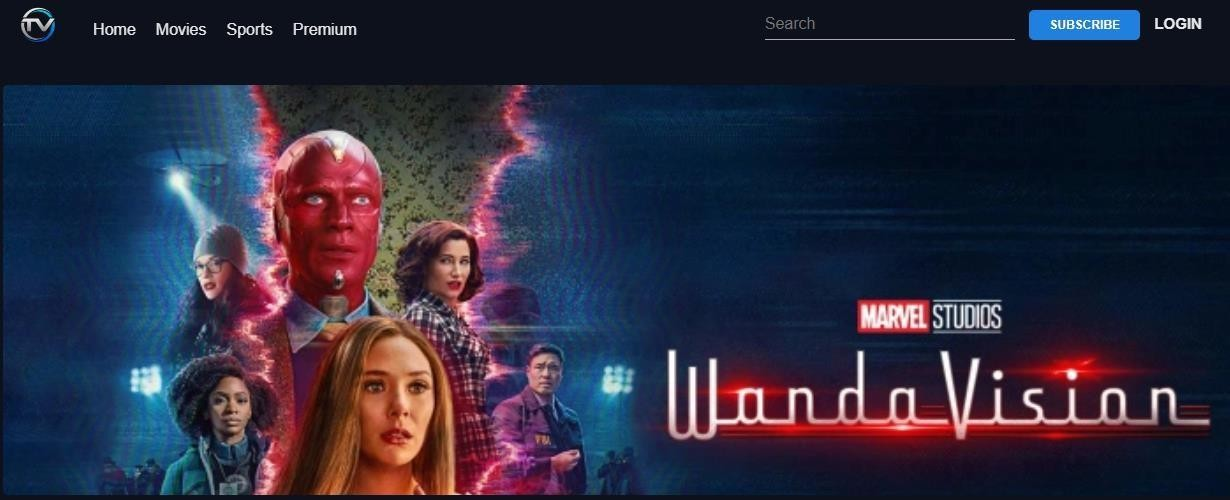 TV
Home Movies Sports Premium Search SUBSCRIBE LOGIN
MARVEL STUDIOS
WandaVision